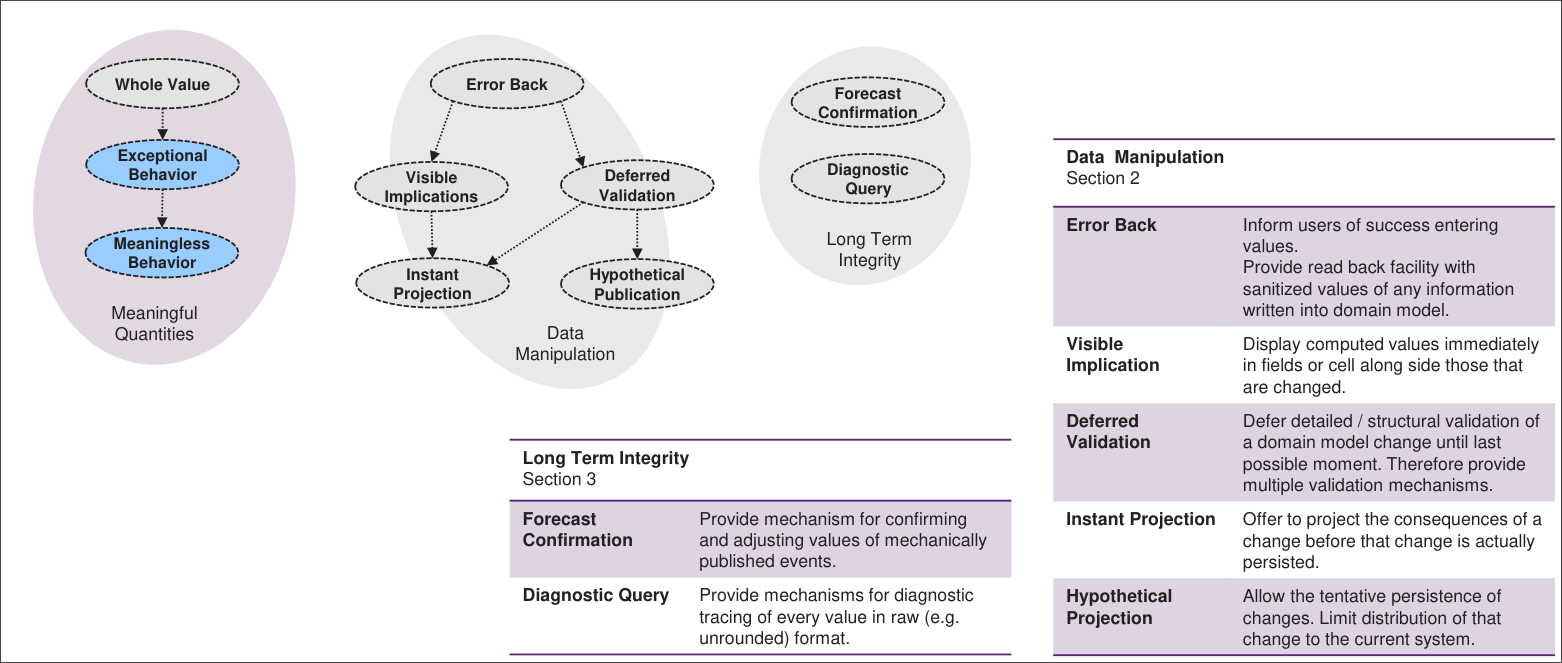 Whole Value
Exceptional
Behavior
Meaningless
Behavior
Meaningful
Quantities
Error Back
Visible
Implications
Deferred
Validation
Instant
Projection
Hypothetical
Publication
Data
Manipulation
Forecast
Confirmation
Diagnostic
Query
Long Term
Integrity
Long Term Integrity
Section 3
Forecast
Confirmation
Provide mechanism for confirming
and adjusting values of mechanically
published events.
Diagnostic Query
Provide mechanisms for diagnostic
tracing of every value in raw (e.g.
unrounded) format.
Data Manipulation
Section 2
Error Back
Inform users of success entering
values.
Provide read back facility with
sanitized values of any information
written into domain model.
Visible
Implication
Display computed values immediately
in fields or cell along side those that
are changed.
Deferred
Validation
Defer detailed / structural validation of
a domain model change until last
possible moment. Therefore provide
multiple validation mechanisms.
Instant Projection
Offer to project the consequences of a
change before that change is actually
persisted.
Hypothetical
Projection
Allow the tentative persistence of
changes. Limit distribution of that
change to the current system.